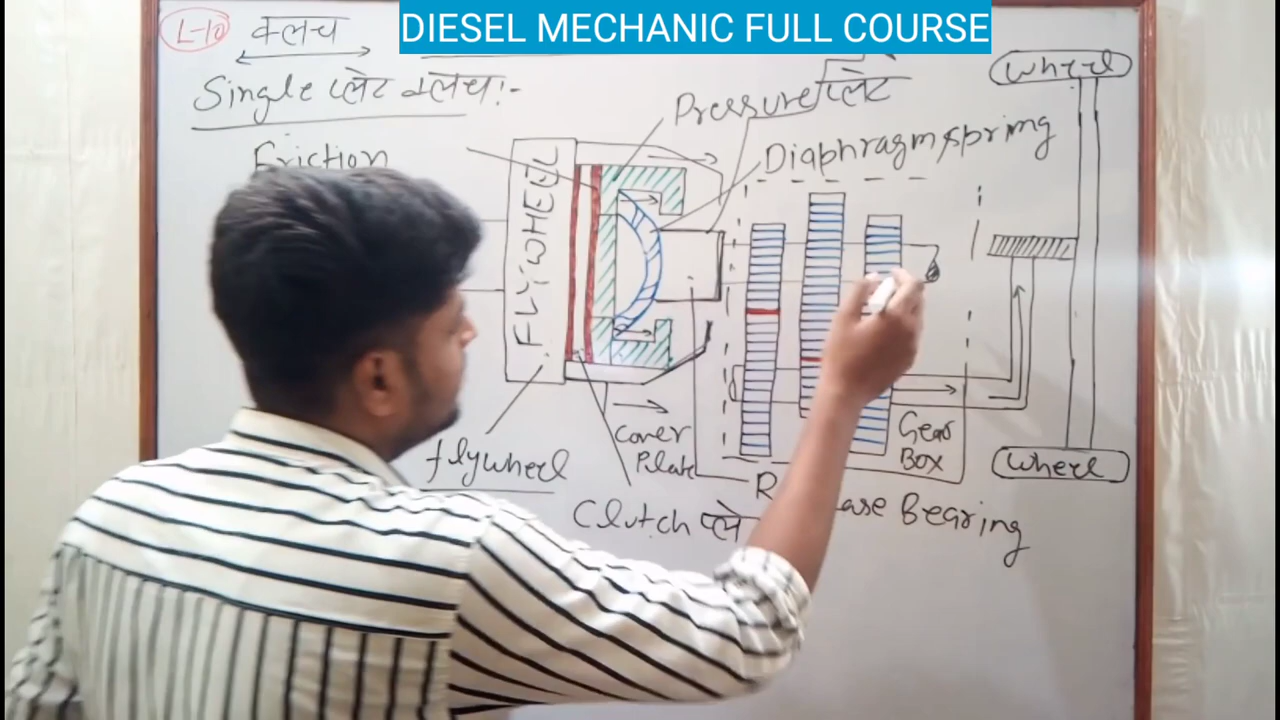 DIESEL MECHANIC FULL COURSE
L-10
क्लच
Single प्लेट क्लच:-
Friction
Pressure प्लेट
Diaphragm spring
Wheel
FLYWHEEL
flywheel
Cover
Plate
Clutch
Gear
Box
Bearing
Wheel